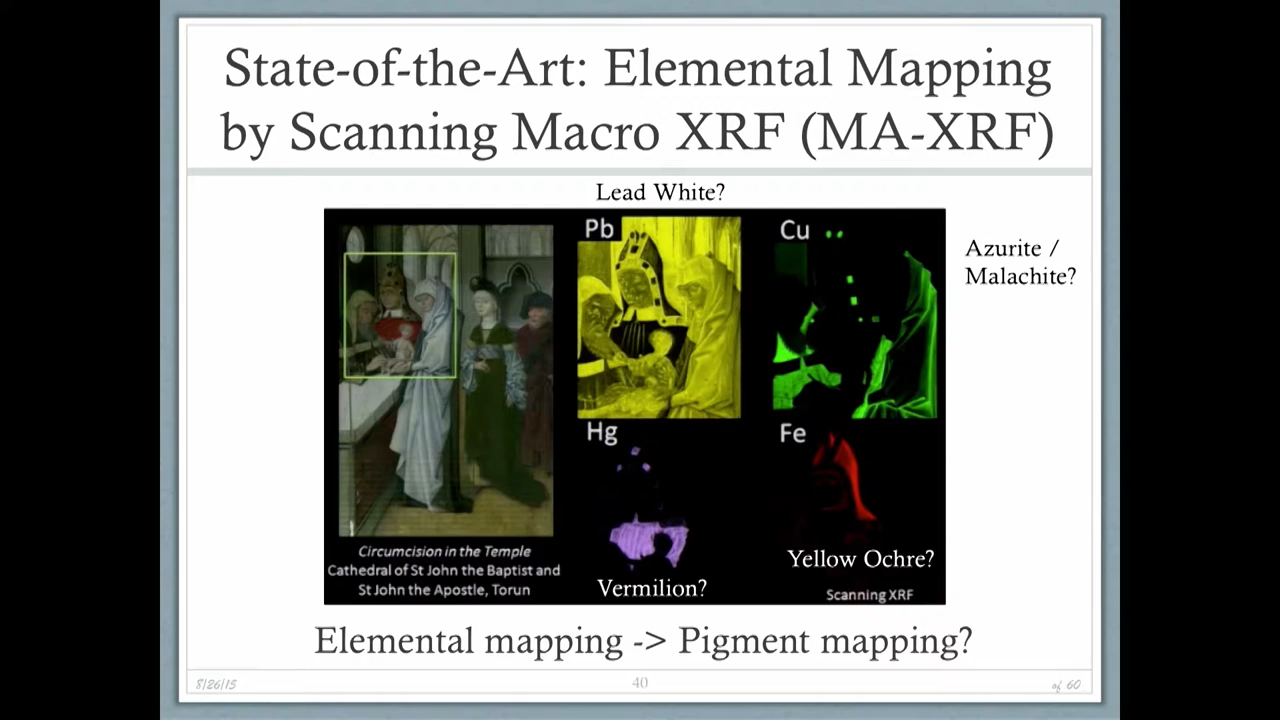 State-of-the-Art: Elemental Mapping
by Scanning Macro XRF (MA-XRF)
Lead White?
Pb
Cu
Azurite /
Malachite?
Hg
Fe
Circumcision in the Temple
Cathedral of St John the Baptist and
St John the Apostle, Torun
Vermilion?
Yellow Ochre?
Scanning XRF
Elemental mapping -> Pigment mapping?
8/26/15
40
of 60